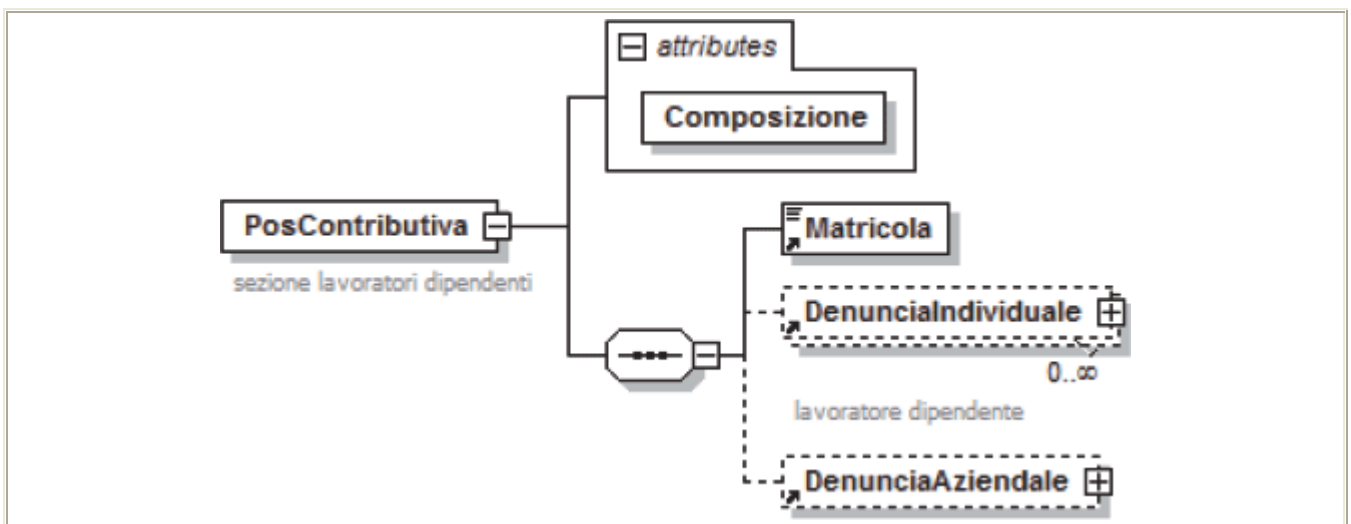 attributes
Composizione
PosContributiva
sezione lavoratori dipendenti
Matricola
DenunciaIndividuale
0..∞
lavoratore dipendente
DenunciaAziendale